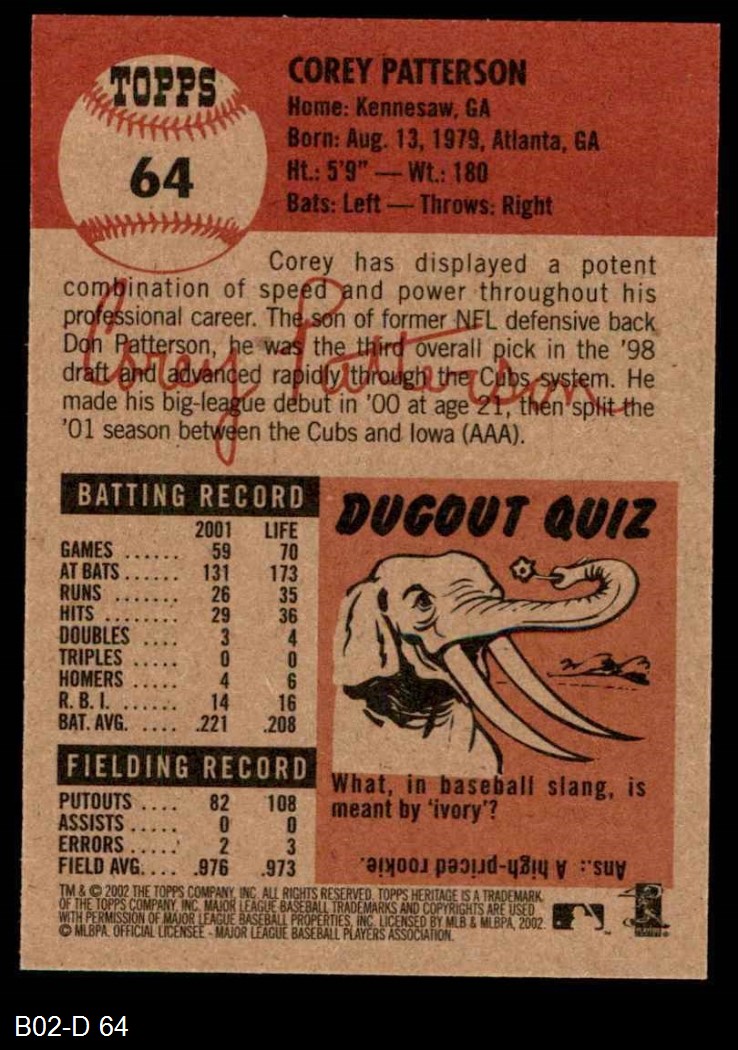 TOPPS
64
COREY PATTERSON
Home: Kennesaw, GA
Born: Aug. 13, 1979, Atlanta, GA
Ht.: 5'9" — Wt.: 180
Bats: Left — Throws: Right
Corey has displayed a potent
combination of speed and power throughout his
professional career. The son of former NFL defensive back
Don Patterson, he was the third overall pick in the '98
draft and advanced rapidly through the Cubs system. He
made his big-league debut in '00 at age 21, then split the
'01 season between the Cubs and Iowa (AAA).
Corey Patterson
BATTING RECORD
2001 LIFE
GAMES ...... 59 70
AT BATS ..... 131 173
RUNS ....... 26 35
HITS ....... 29 36
DOUBLES .... 3 4
TRIPLES ..... 0 0
HOMERS ..... 4 6
R. B. I. ...... 14 16
BAT. AVG. .... .221 .208
FIELDING RECORD
PUTOUTS .... 82 108
ASSISTS ..... 0 0
ERRORS ..... 2 3
FIELD AVG. ... .976 .973
DUGOUT QUIZ
What, in baseball slang, is
meant by 'ivory'?
Ans.: A high-priced rookie.
TM & © 2002 THE TOPPS COMPANY, INC. ALL RIGHTS RESERVED. TOPPS HERITAGE IS A TRADEMARK
OF THE TOPPS COMPANY, INC. MAJOR LEAGUE BASEBALL TRADEMARKS AND COPYRIGHTS ARE USED
WITH PERMISSION OF MAJOR LEAGUE BASEBALL PROPERTIES, INC. LICENSED BY MLB & MLBPA, 2002.
© MLBPA. OFFICIAL LICENSEE - MAJOR LEAGUE BASEBALL PLAYERS ASSOCIATION.
B02-D 64